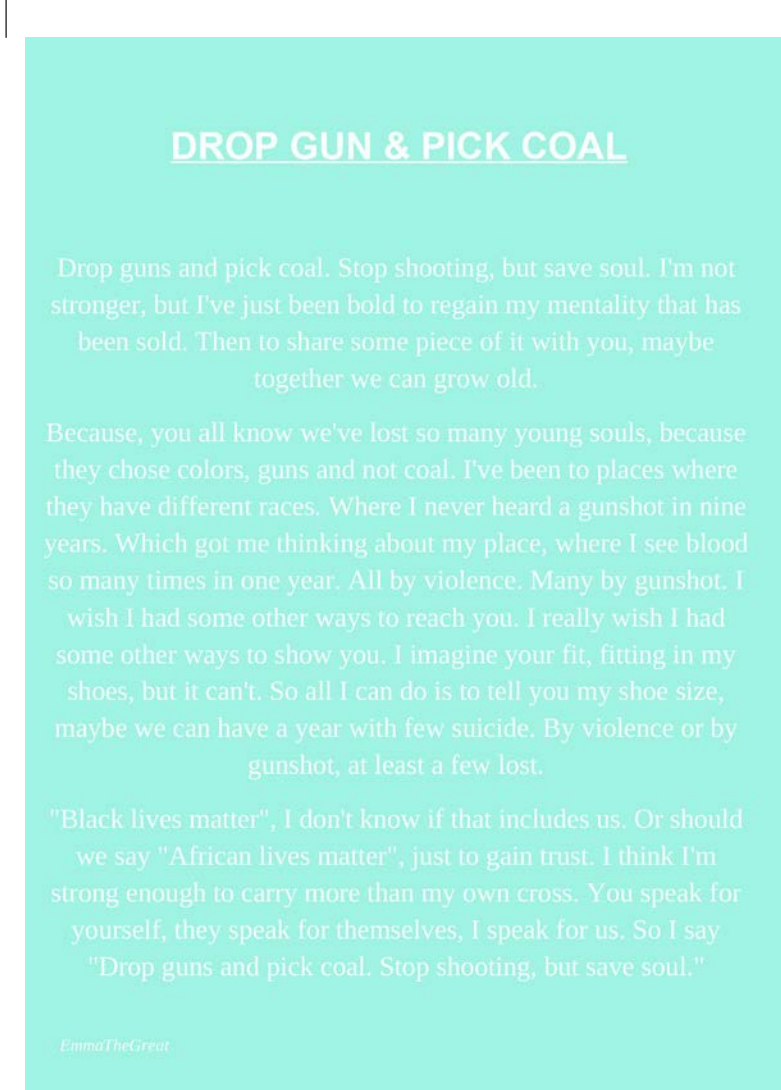 DROP GUN & PICK COAL
Drop guns and pick coal. Stop shooting, but save soul. I'm not
stronger, but I've just been bold to regain my mentality that has
been sold. Then to share some piece of it with you, maybe
together we can grow old.
Because, you all know we've lost so many young souls, because
they chose colors, guns and not coal. I've been to places where
they have different races. Where I never heard a gunshot in nine
years. Which got me thinking about my place, where I see blood
so many times in one year. All by violence. Many by gunshot. I
wish I had some other ways to reach you. I really wish I had
some other ways to show you. I imagine your fit, fitting in my
shoes, but it can't. So all I can do is to tell you my shoe size,
maybe we can have a year with few suicide. By violence or by
gunshot, at least a few lost.
"Black lives matter", I don't know if that includes us. Or should
we say "African lives matter", just to gain trust. I think I'm
strong enough to carry more than my own cross. You speak for
yourself, they speak for themselves, I speak for us. So I say
"Drop guns and pick coal. Stop shooting, but save soul."
EmmaTheGreat